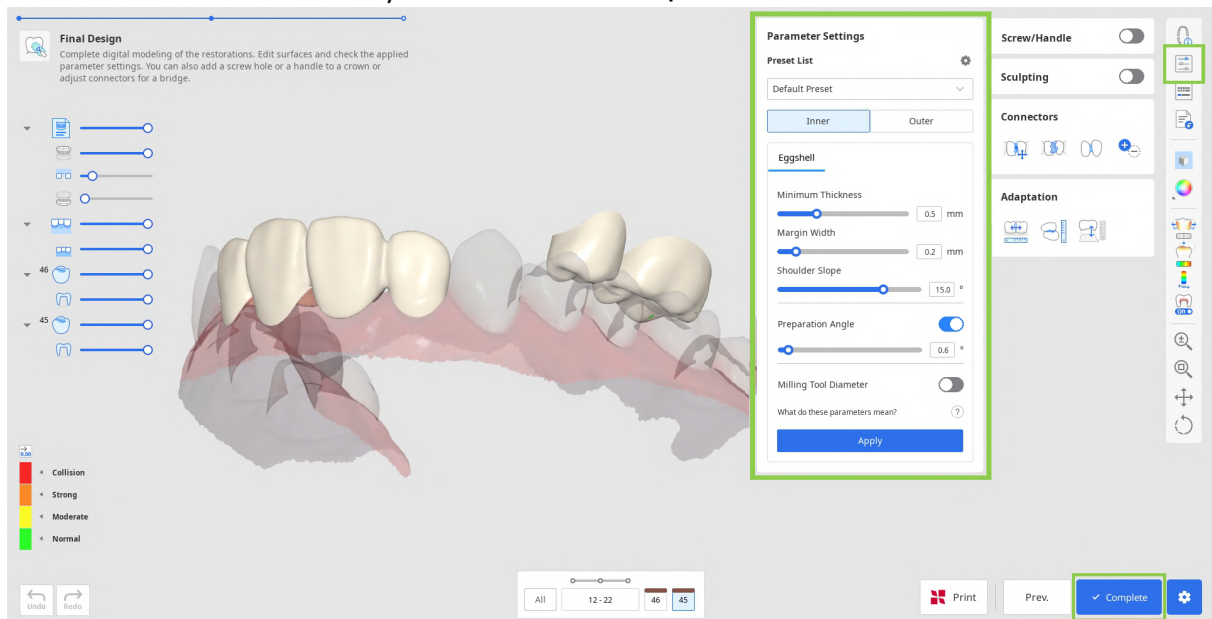 Final Design
Complete digital modeling of the restorations. Edit surfaces and check the applied
parameter settings. You can also add a screw hole or a handle to a crown or
adjust connectors for a bridge.
46
45
0.00
Collision
Strong
Moderate
Normal
Undo
Redo
Parameter Settings
Preset List
Default Preset
Inner
Outer
Eggshell
Minimum Thickness
0.5 mm
Margin Width
0.2 mm
Shoulder Slope
15.0 °
Preparation Angle
0.6 °
Milling Tool Diameter
What do these parameters mean?
?
Apply
Screw/Handle
Sculpting
Connectors
Adaptation
ON
All
12 - 22
46
45
Print
Prev.
Complete